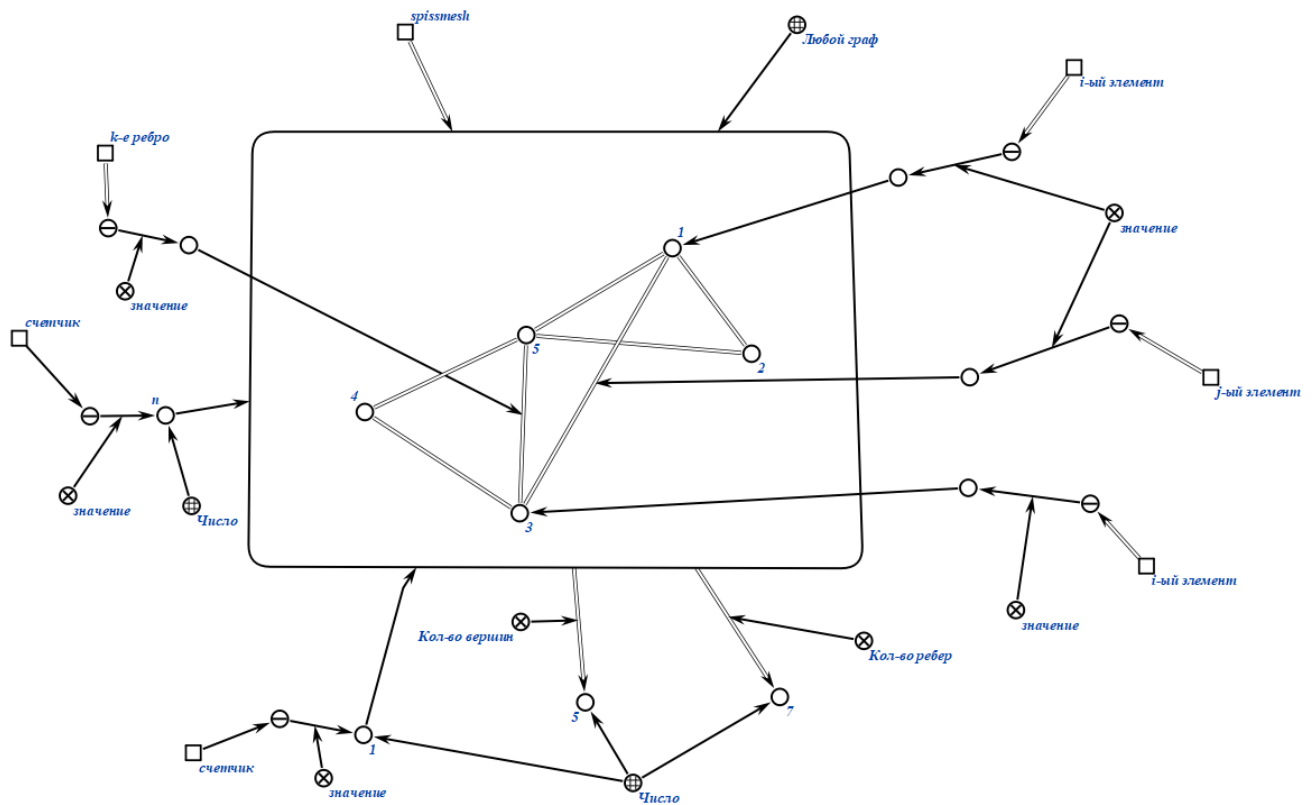 spissmesh
Любой граф
i-ый элемент
k-е ребро
значение
1
значение
счетчик
5
2
4
j-ый элемент
n
значение
Число
3
i-ый элемент
значение
Кол-во вершин
Кол-во ребер
5
7
1
счетчик
значение
Число